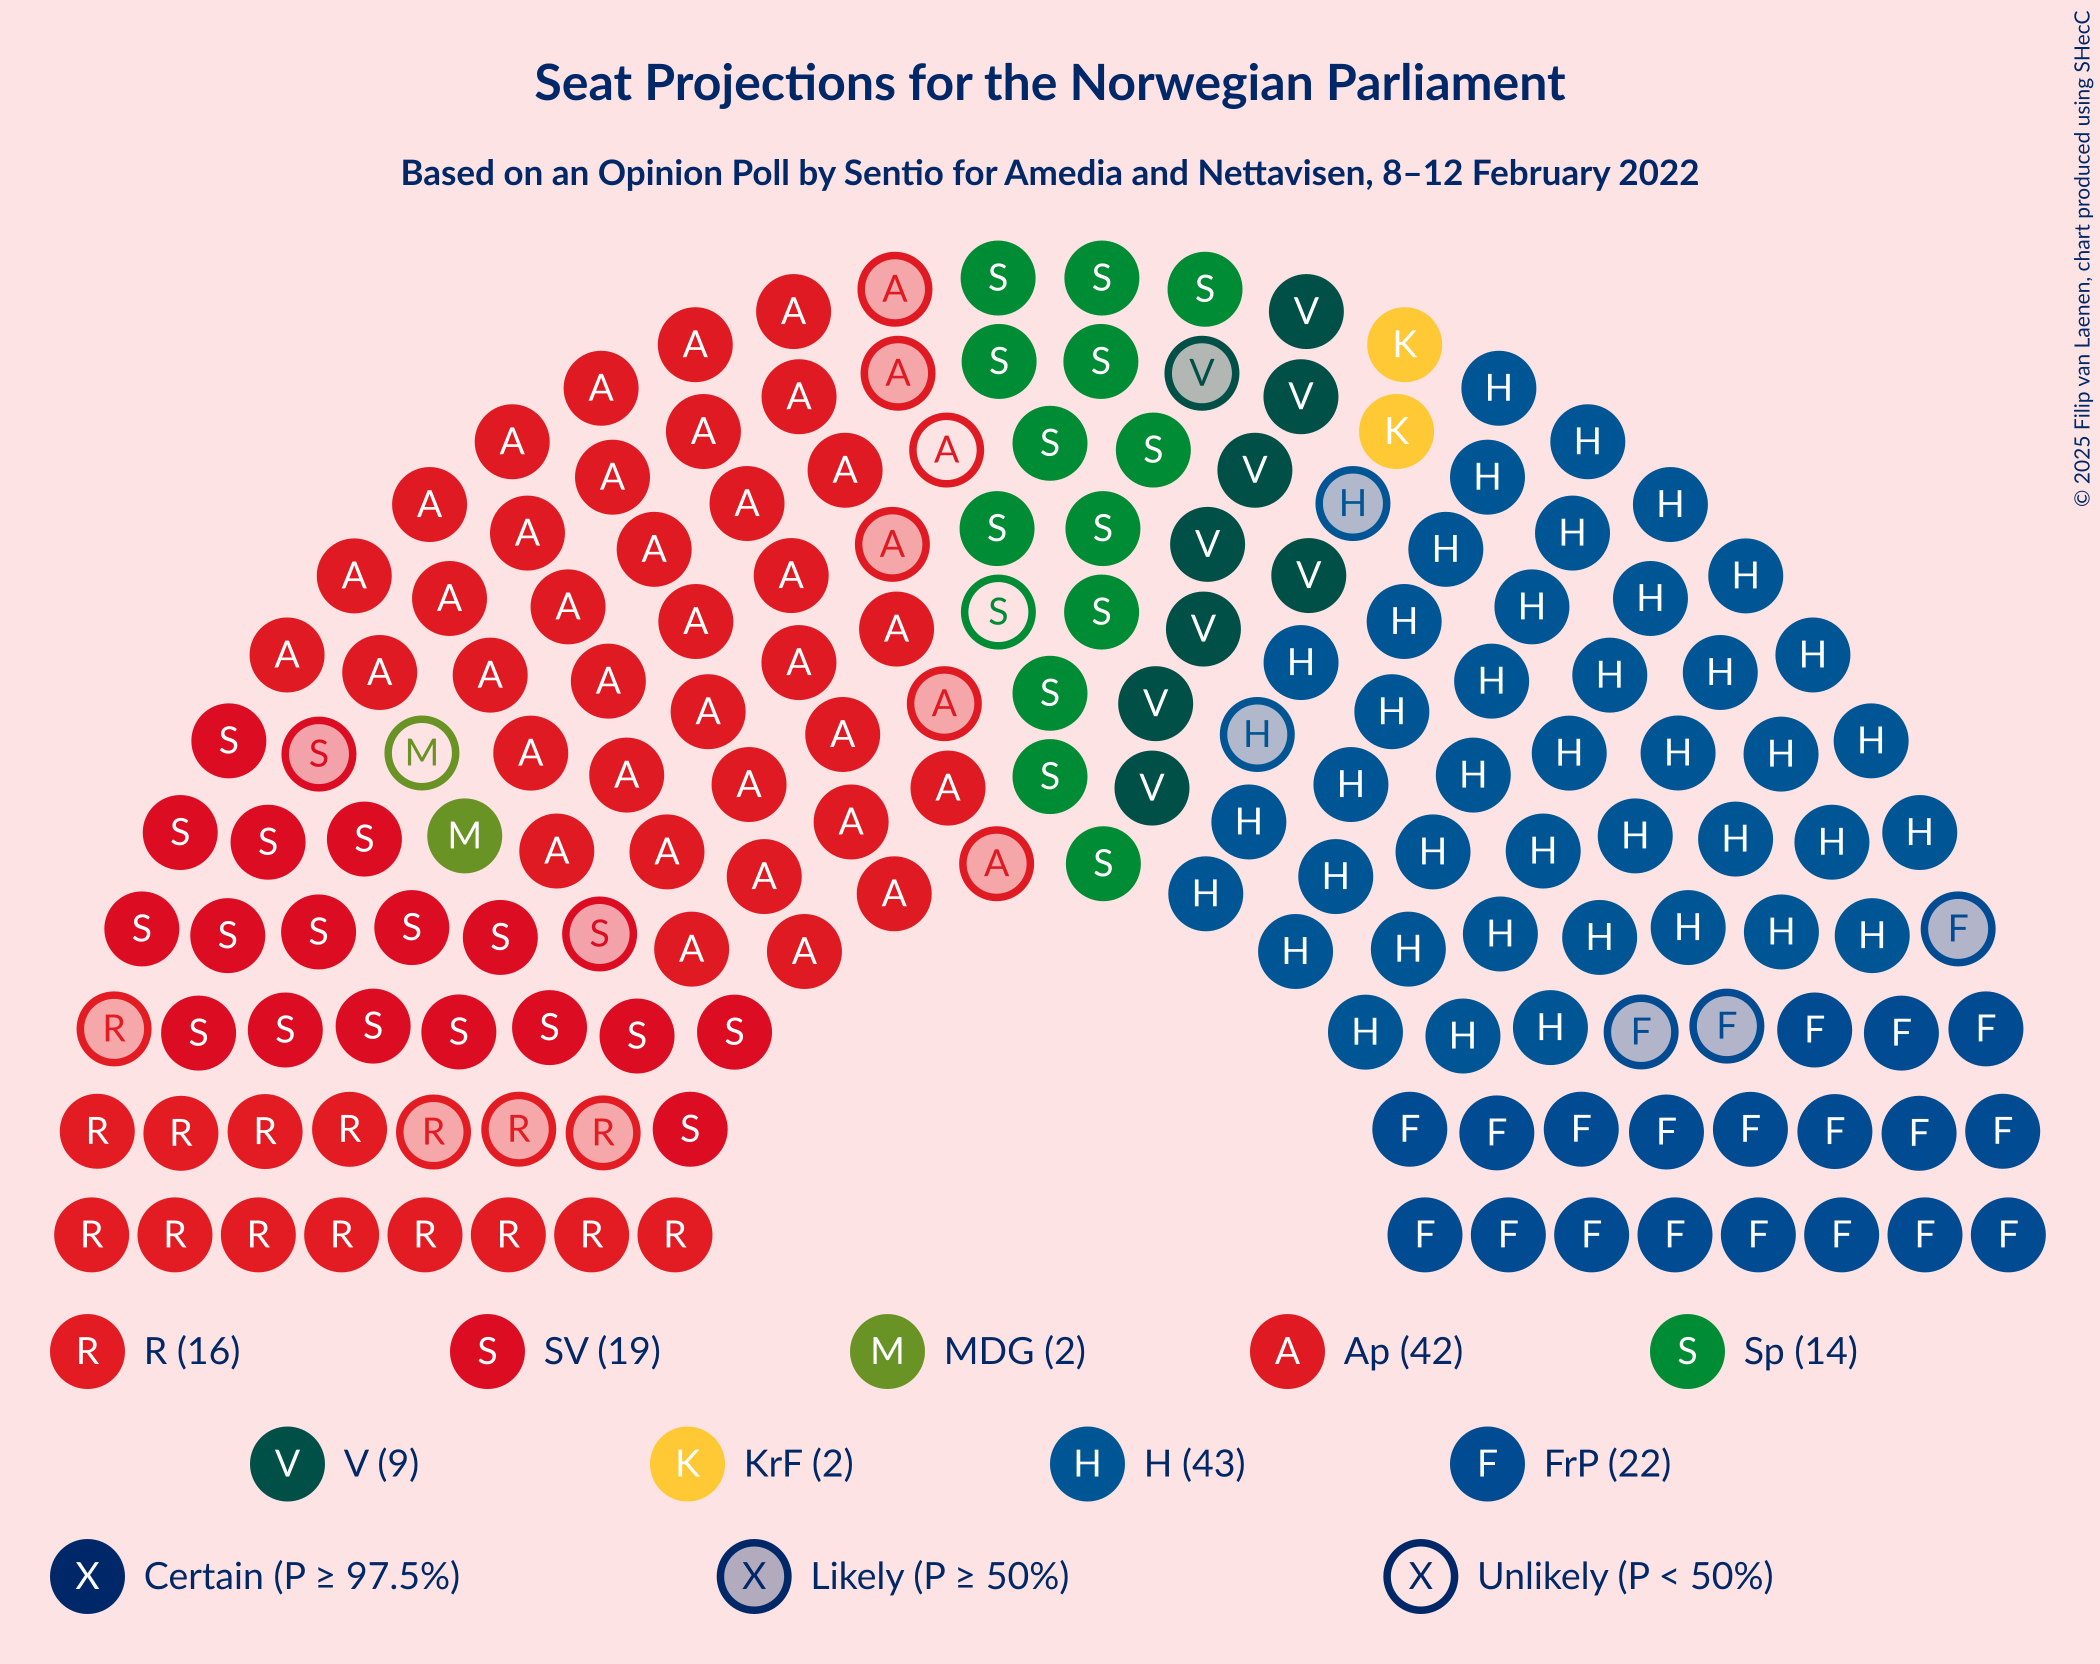 Seat Projections for the Norwegian Parliament
Based on an Opinion Poll by Sentio for Amedia and Nettavisen, 8–12 February 2022
© 2025 Filip van Laenen, chart produced using SHecC
A S S S V
A A K
A A S S V V H
A A K
A A A S S V H H
A A A H H H
A A A A S S V V H H H
A A A A S S V H H H H
A A A A A S V H H H H H
S S M A A A A S V H H H H H H H
S S S M A A A A A S H H H H H H H H
S S S S S S A A H H H H H H H F
R S S S S S S S H H H F F F F F
R R R R R R R S F F F F F F F F
R R R R R R R R F F F F F F F F
R R (16) S SV (19) M MDG (2) A Ap (42) S Sp (14)
V V (9) K KrF (2) H H (43) F FrP (22)
X Certain (P ≥ 97.5%) X Likely (P ≥ 50%) X Unlikely (P < 50%)